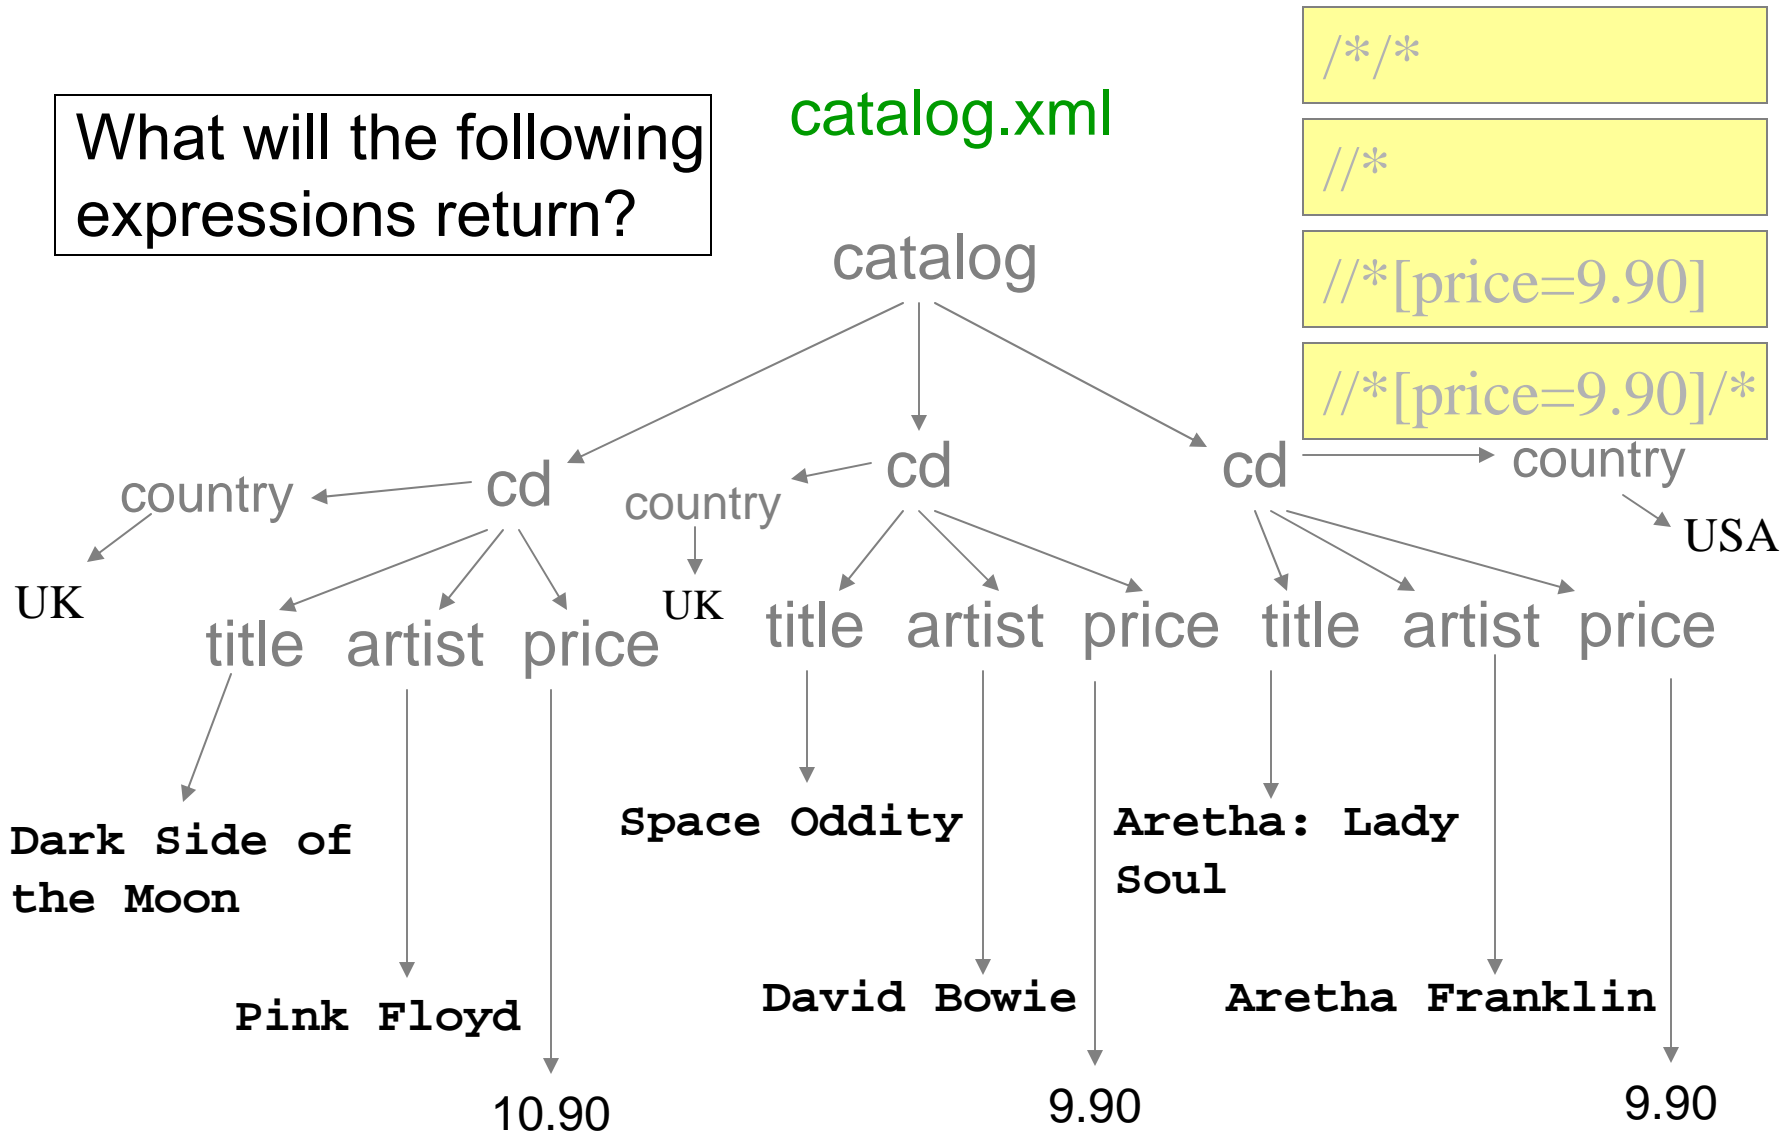 What will the following
expressions return?
catalog.xml
/*/*
//*
//*[price=9.90]
//*[price=9.90]/*
catalog
country
cd
country
cd
cd
country
UK
UK
USA
title artist price
title artist price
title artist price
Dark Side of
the Moon
Space Oddity
Aretha: Lady
Soul
Pink Floyd
David Bowie
Aretha Franklin
10.90
9.90
9.90